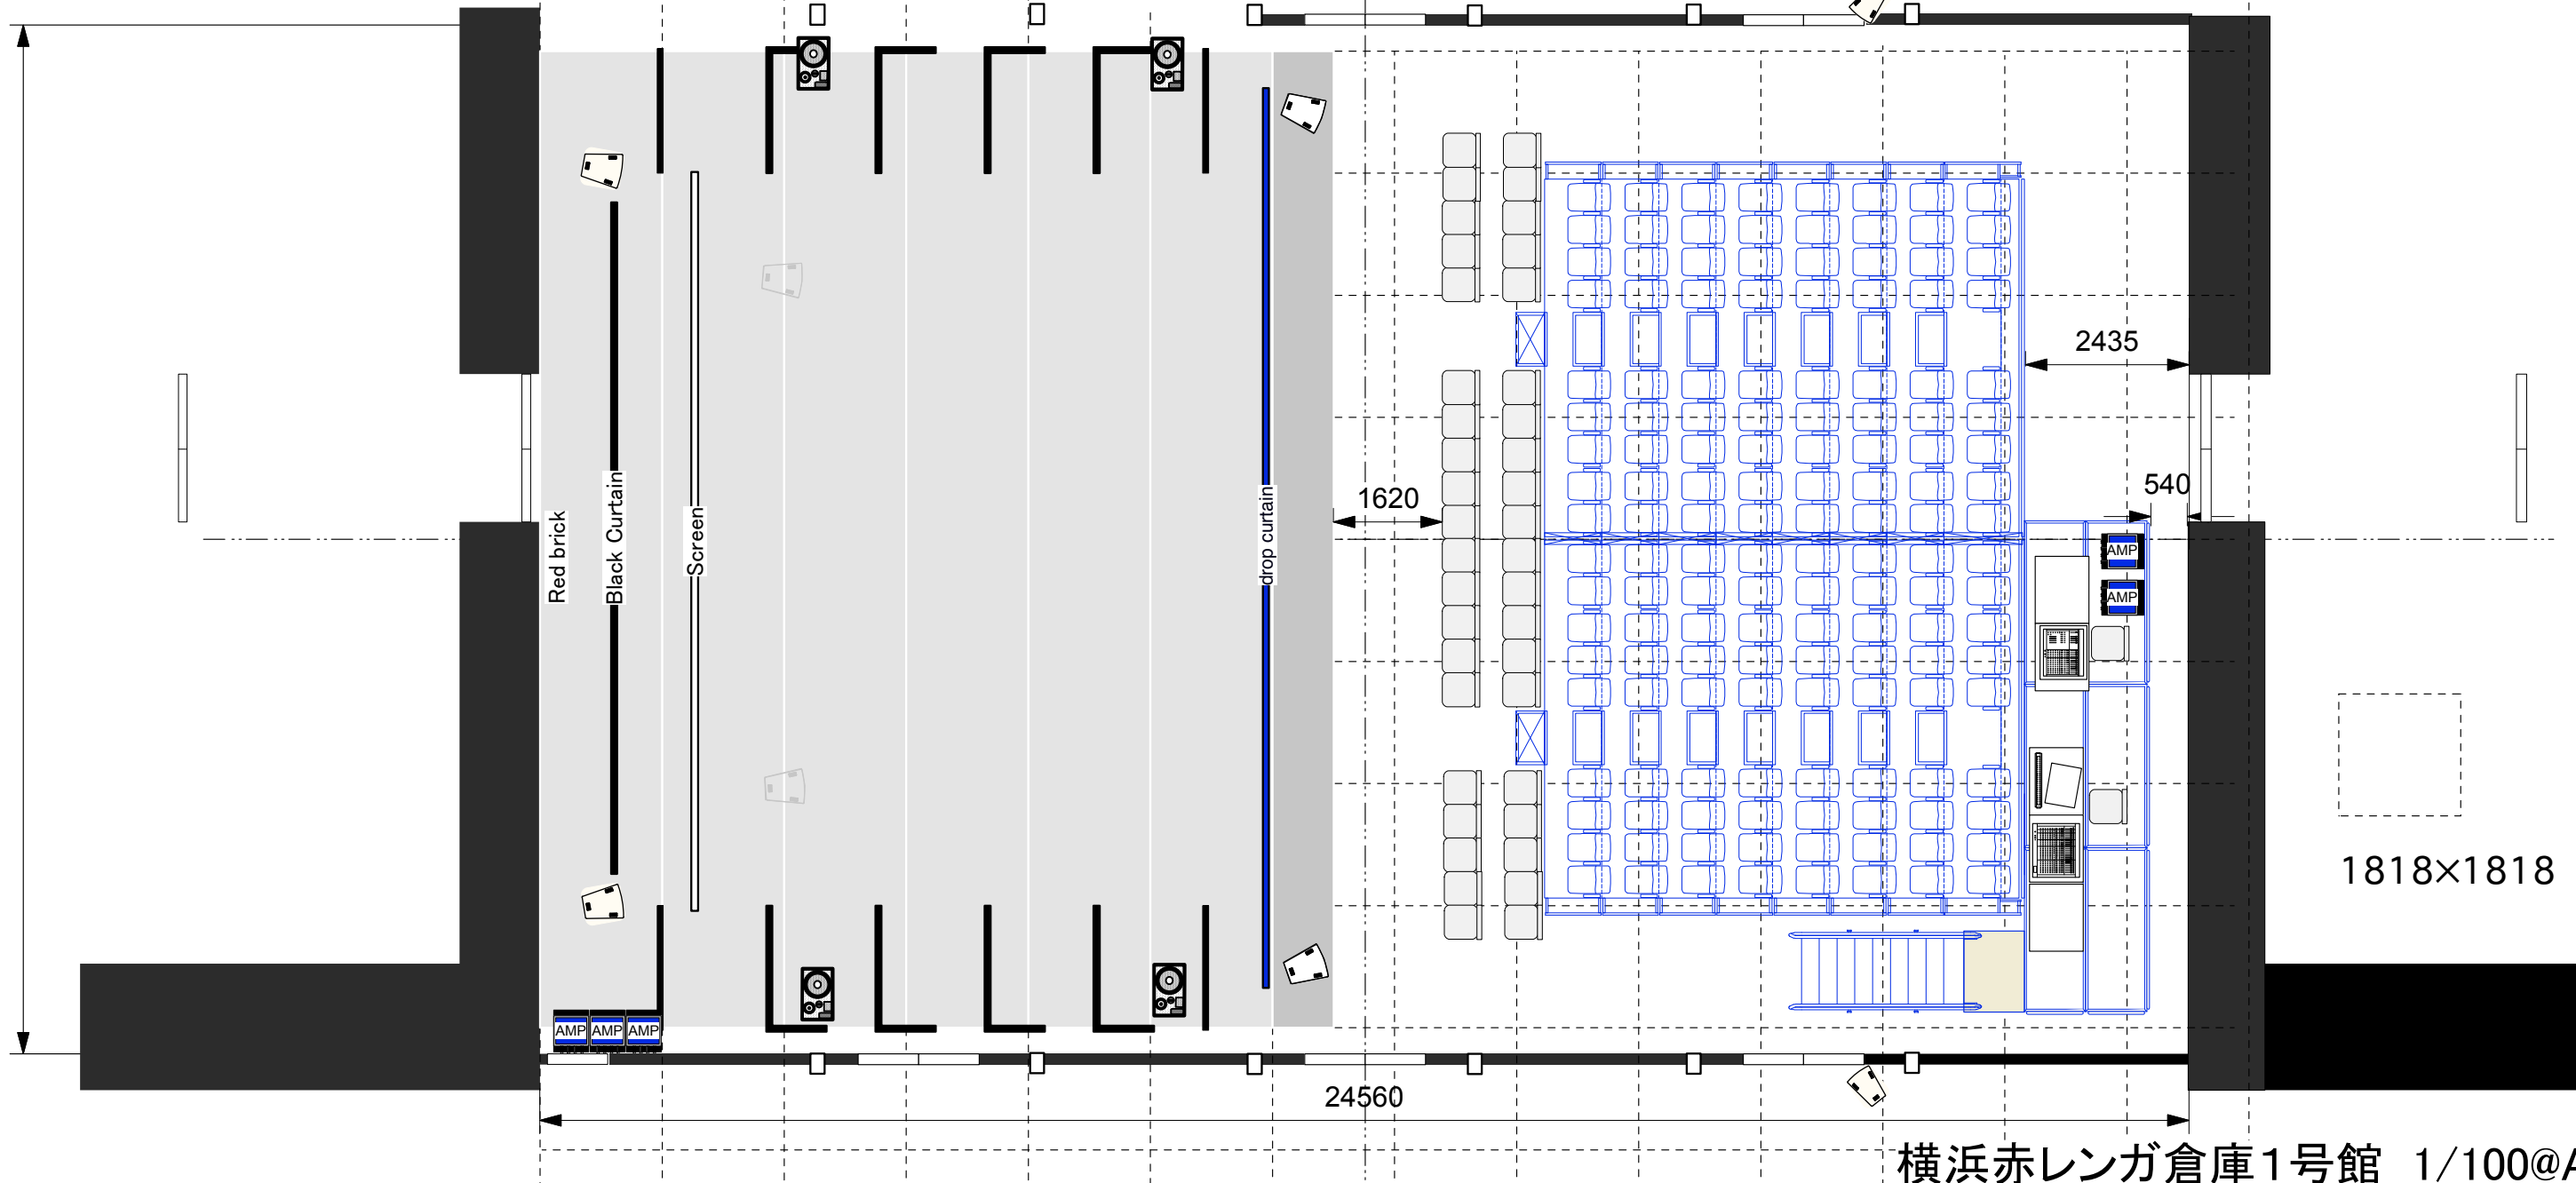 2435
540
1620
Red brick
Black Curtain
Screen
drop curtain
AMP
AMP
1818×1818
AMP AMP AMP
24560
横浜赤レンガ倉庫1号館 1/100@A